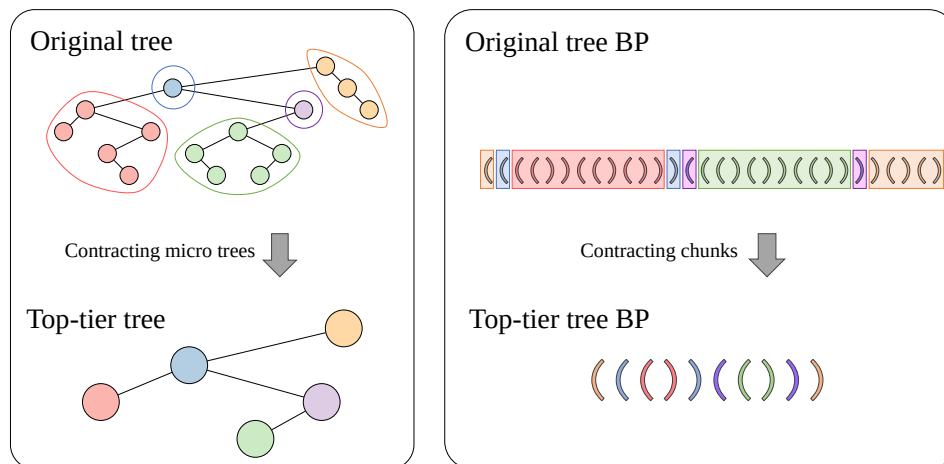 Original tree
Contracting micro trees
Top-tier tree
Original tree BP
Contracting chunks
Top-tier tree BP
( ( ( ) ) ( ( ) ) )